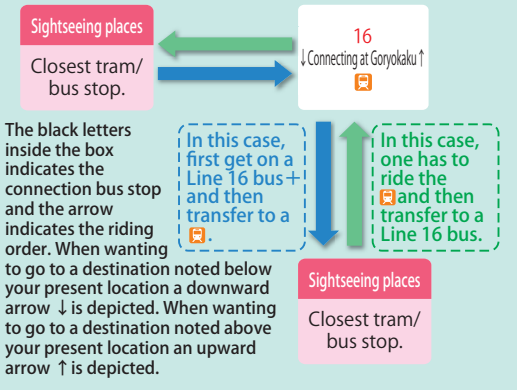 Sightseeing places
Closest tram/
bus stop.
16
↓Connecting at Goryokaku↑
The black letters
inside the box
indicates the
connection bus stop
and the arrow
indicates the riding
order. When wanting
to go to a destination noted below
your present location a downward
arrow ↓ is depicted. When wanting
to go to a destination noted above
your present location an upward
arrow ↑ is depicted.
In this case,
first get on a
Line 16 bus+
and then
transfer to a
.
In this case,
one has to
ride the
and then
transfer to a
Line 16 bus.
Sightseeing places
Closest tram/
bus stop.